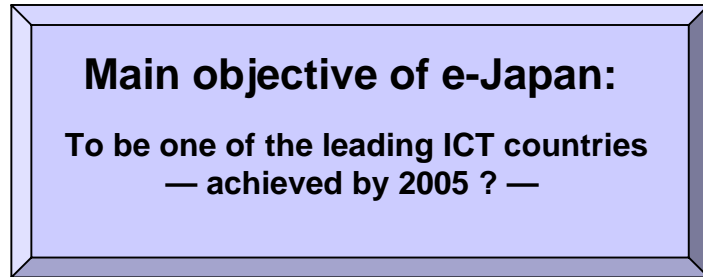 Main objective of e-Japan:
To be one of the leading ICT countries
— achieved by 2005 ? —